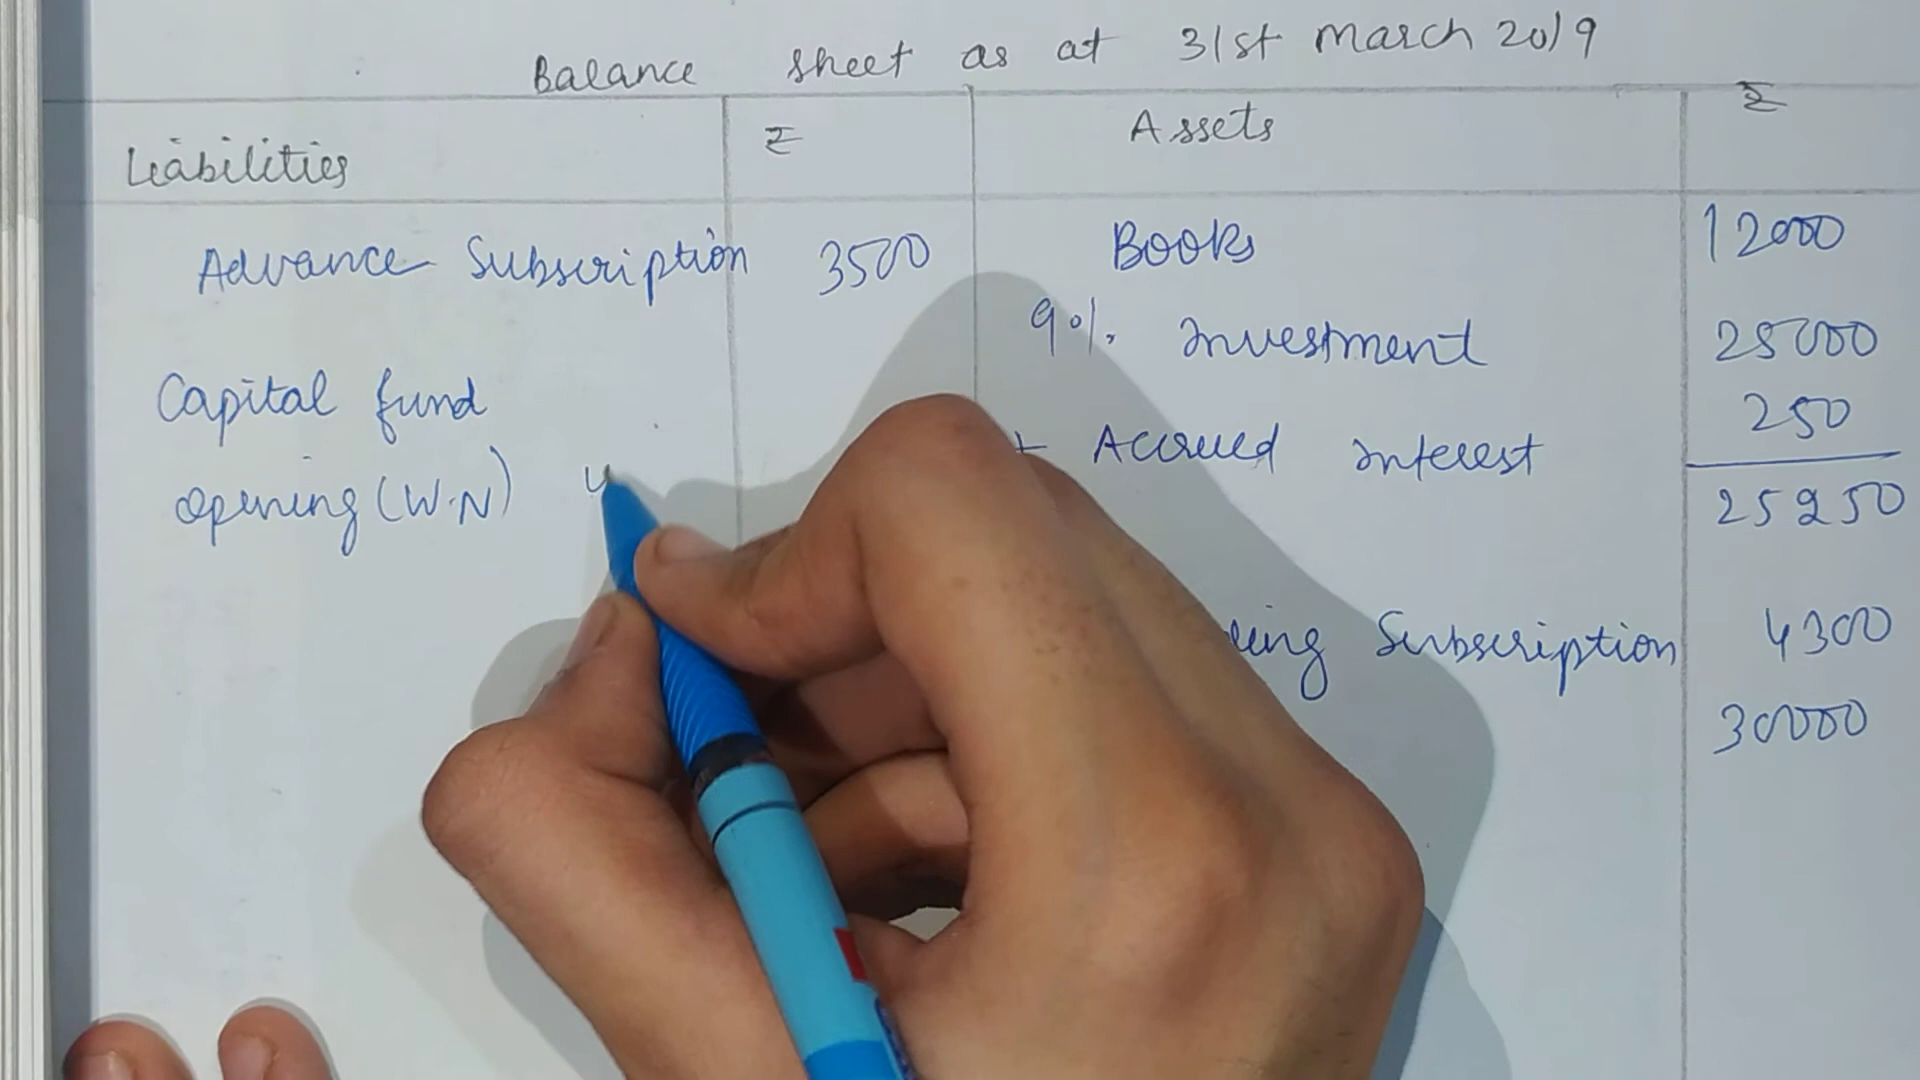 Balance sheet as at 31st March 2019
Liabilities ₹ Assets ₹
Advance Subscription 3500 Books 12000
9% Investment 25000
Capital fund 250
+ Accrued Interest
opening (W.N) 25250
Subscription 4300
30000